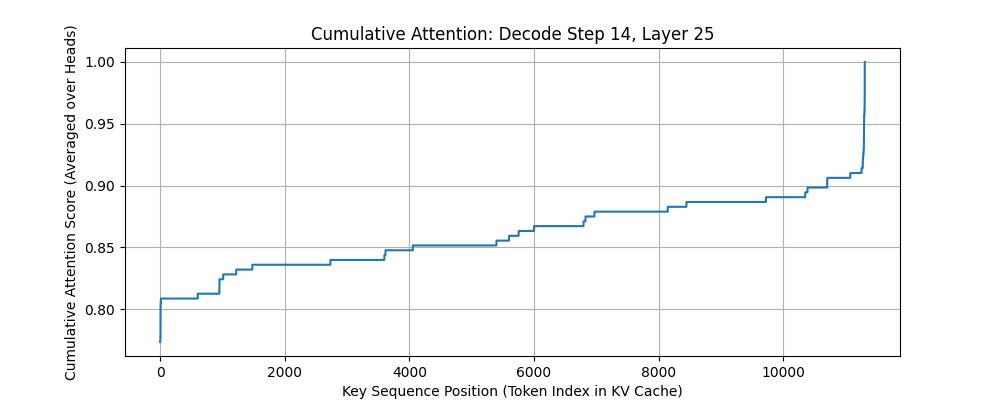 Cumulative Attention: Decode Step 14, Layer 25
Cumulative Attention Score (Averaged over Heads)
1.00
0.95
0.90
0.85
0.80
0 2000 4000 6000 8000 10000
Key Sequence Position (Token Index in KV Cache)